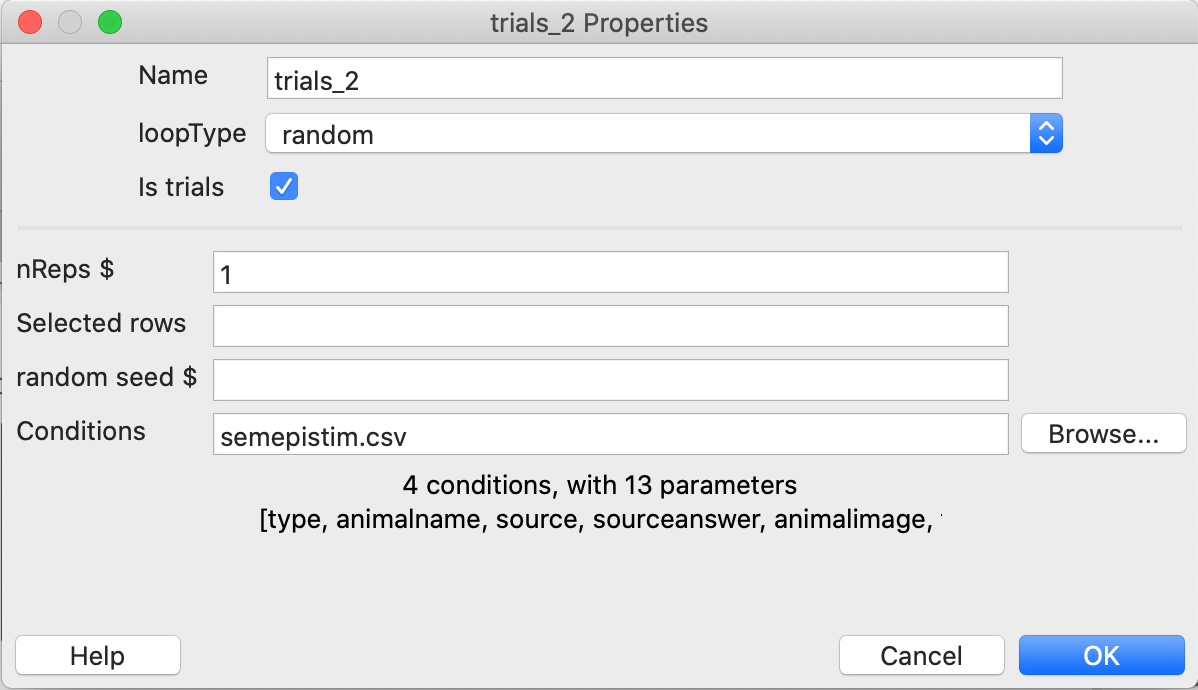 trials_2 Properties
Name
trials_2
loopType
random
Is trials
nReps $
1
Selected rows
random seed $
Conditions
semepistim.csv
Browse...
4 conditions, with 13 parameters
[type, animalname, source, sourceanswer, animalimage,
Help
Cancel
OK